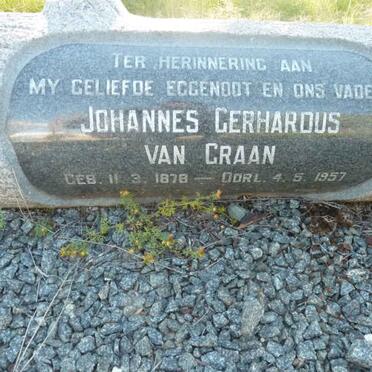 TER HERINNERING AAN
MY GELIEFDE EGGENOOT EN ONS VADE
JOHANNES GERHARDUS
VAN GRAAN
GEB. 11. 3. 1878 — OORL. 4. 5. 1957